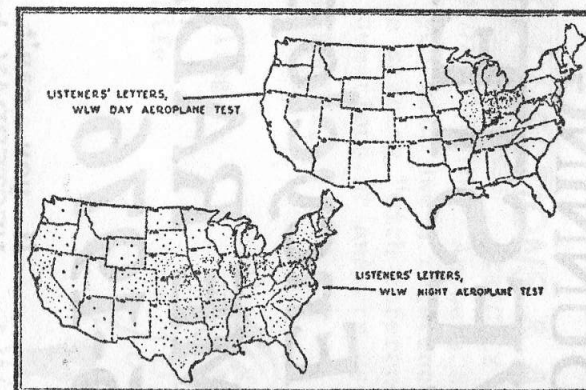 LISTENERS' LETTERS,
WLW DAY AEROPLANE TEST
LISTENERS' LETTERS,
WLW NIGHT AEROPLANE TEST